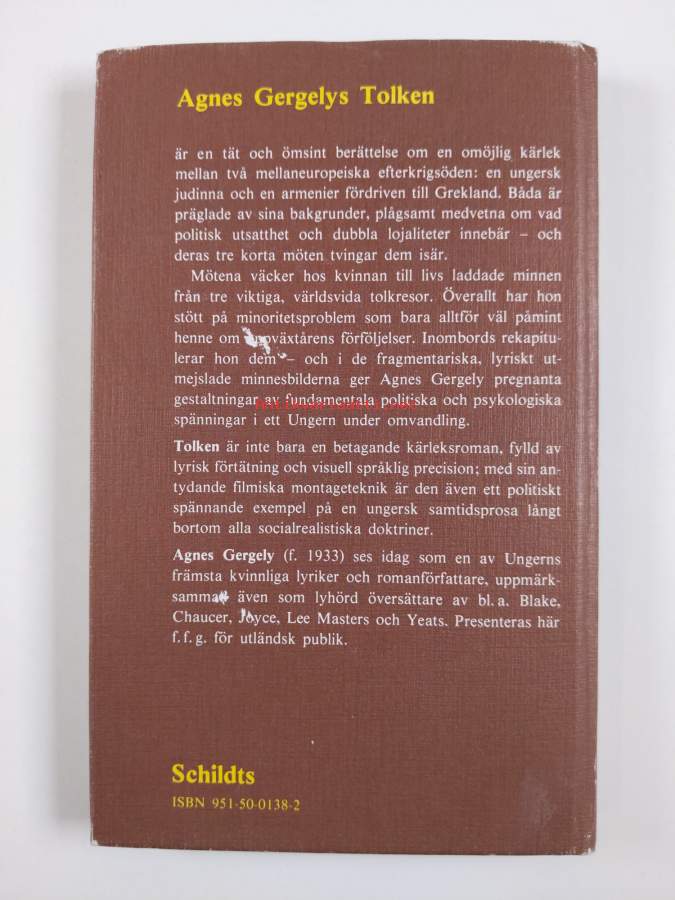 Agnes Gergelys Tolken
är en tät och ömsint berättelse om en omöjlig kärlek
mellan två mellaneuropeiska efterkrigsöden: en ungersk
judinna och en armenier fördriven till Grekland. Båda är
präglade av sina bakgrunder, plågsamt medvetna om vad
politisk utsatthet och dubbla lojaliteter innebär – och
deras tre korta möten tvingar dem isär.
Mötena väcker hos kvinnan till livs laddade minnen
från tre viktiga, världsvida tolkresor. Överallt har hon
stött på minoritetsproblem som bara alltför väl påmint
henne om uppväxtårens förföljelser. Inombords rekapitu-
lerar hon dem – och i de fragmentariska, lyriskt ut-
mejslade minnesbilderna ger Agnes Gergely pregnanta
gestaltningar av fundamentala politiska och psykologiska
spänningar i ett Ungern under omvandling.
Tolken är inte bara en betagande kärleksroman, fylld av
lyrisk förtätning och visuell språklig precision; med sin an-
tydande filmiska montageteknik är den även ett politiskt
spännande exempel på en ungersk samtidsprosa långt
bortom alla socialrealistiska doktriner.
Agnes Gergely (f. 1933) ses idag som en av Ungerns
främsta kvinnliga lyriker och romanförfattare, uppmärk-
sammad även som lyhörd översättare av bl. a. Blake,
Chaucer, Joyce, Lee Masters och Yeats. Presenteras här
f. f. g. för utländsk publik.
Schildts
ISBN 951-50-0138-2